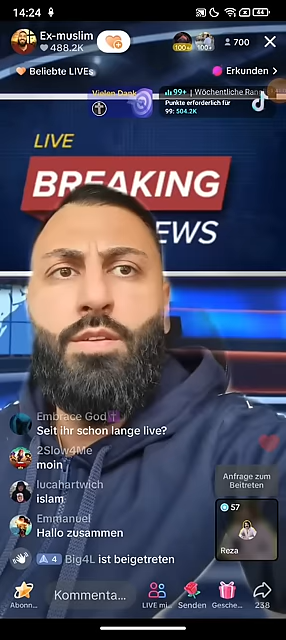 14:24
44
Ex-muslim
488.2K
100+
100+
700
Beliebte LIVEs
Erkunden >
Vielen Dank
99+ | Wöchentliche Ran
Punkte erforderlich für
99: 504.2K
LIVE
BREAKING
EWS
Embrace God
Seit ihr schon lange live?
2Slow4Me
moin
lucahartwich
islam
Emmanuel
Hallo zusammen
4 Big4L ist beigetreten
Anfrage zum
Beitreten
57
Reza
Kommenta...
Abonn...
LIVE mi...
Senden
Gesche...
238